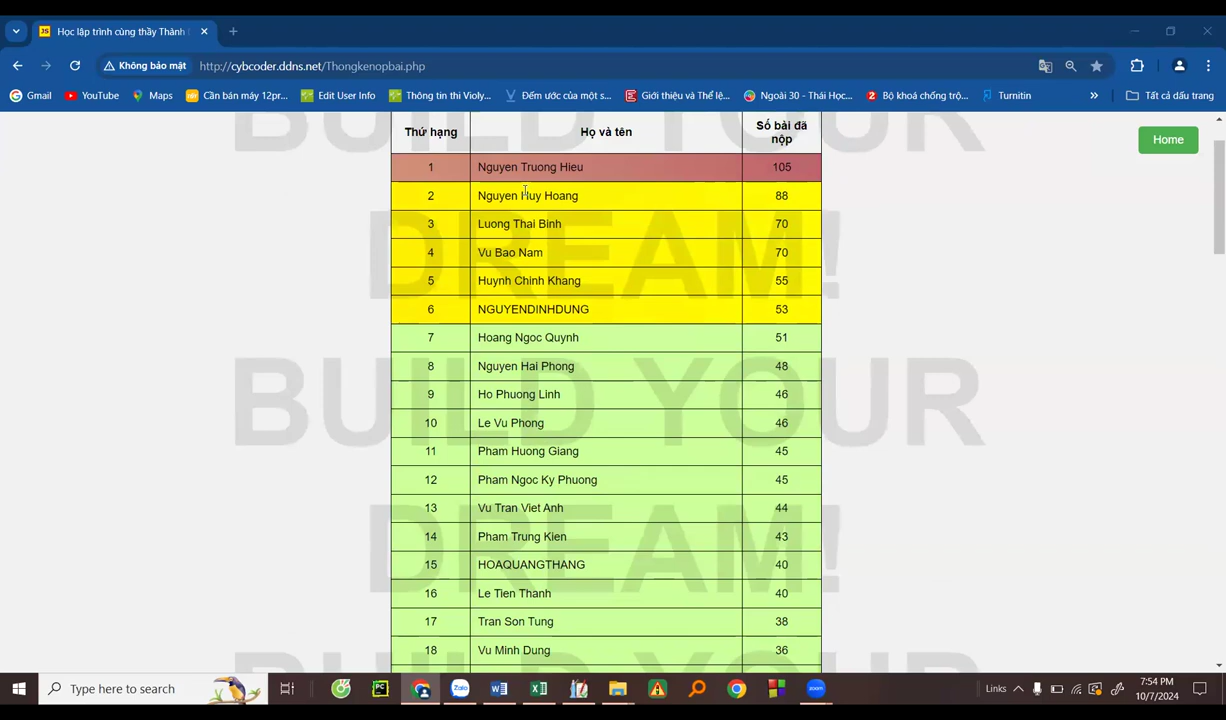 Học lập trình cùng thầy Thành
Không bảo mật
http://cybcoder.ddns.net/Thongkenopbai.php
Gmail
YouTube
Maps
Cần bán máy 12pr...
Edit User Info
Thông tin thi Violy...
Đếm ước của một s...
Giới thiệu và Thể lệ...
Ngoài 30 - Thái Học...
Bộ khoá chống trộ...
Turnitin
Tất cả dấu trang
BUILD YOUR
Home
Thứ hạng Họ và tên Số bài đã
nộp
1 Nguyen Truong Hieu 105
2 Nguyen Huy Hoang 88
3 Luong Thai Binh 70
DREAM!
4 Vu Bao Nam 70
5 Huynh Chinh Khang 55
6 NGUYENDINHDUNG 53
7 Hoang Ngoc Quynh 51
8 Nguyen Hai Phong 48
BUILD YOUR
9 Ho Phuong Linh 46
10 Le Vu Phong 46
11 Pham Huong Giang 45
12 Pham Ngoc Ky Phuong 45
13 Vu Tran Viet Anh 44
14 Pham Trung Kien 43
DREAM!
15 HOAQUANGTHANG 40
16 Le Tien Thanh 40
17 Tran Son Tung 38
18 Vu Minh Dung 36
BUILD YOUR
Type here to search
Links
7:54 PM
10/7/2024